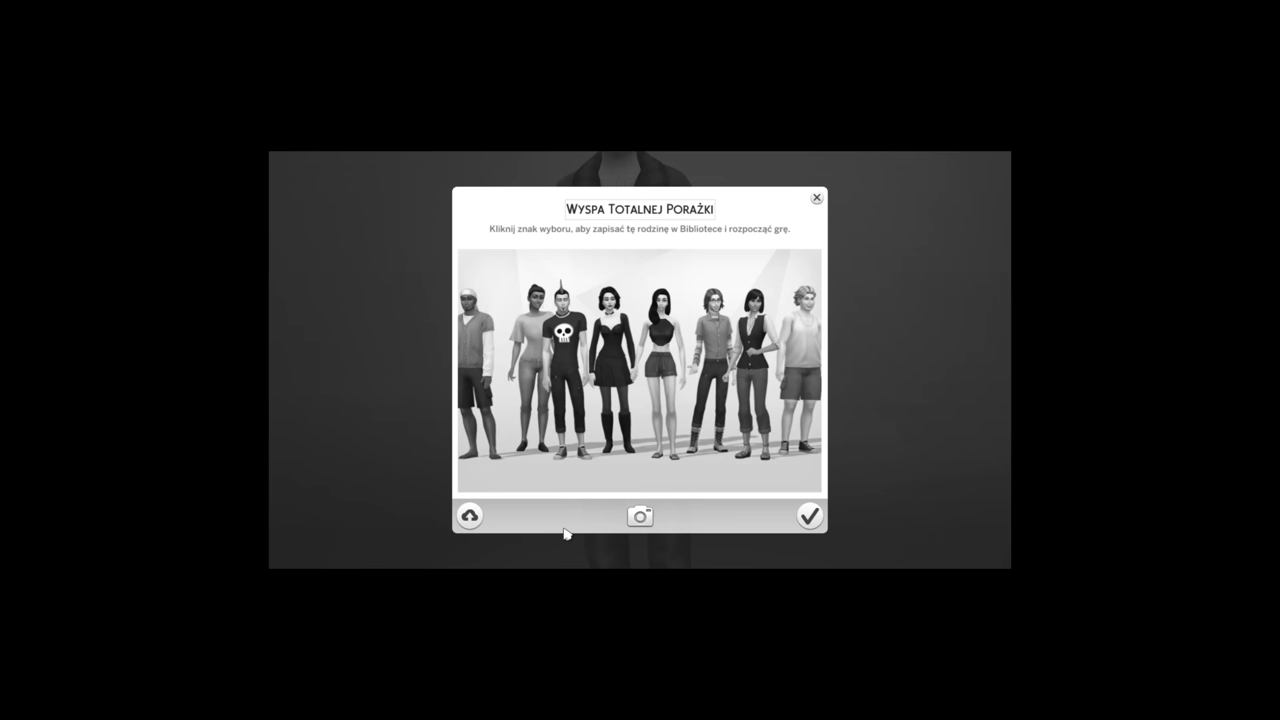 Wyspa Totalnej Porażki
Kliknij znak wyboru, aby zapisać tę rodzinę w Bibliotece i rozpocząć grę.